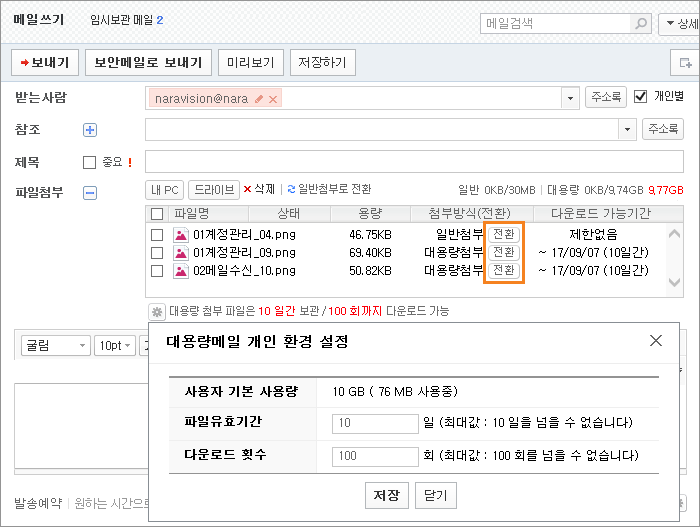 메일쓰기 임시보관 메일 2 메일검색 상세
보내기 보안메일로 보내기 미리보기 저장하기
받는사람 naravision@nara 주소록 개인별
참조 주소록
제목 중요 !
파일첨부 내 PC 드라이브 삭제 | 일반첨부로 전환 일반 0KB/30MB | 대용량 0KB/9,74GB 9,77GB
파일명 상태 용량 첨부방식(전환) 다운로드 가능기간
01계정관리_04.png 46.75KB 일반첨부 전환 제한없음
01계정관리_09.png 69.40KB 대용량첨부 전환 ~ 17/09/07 (10일간)
02메일수신_10.png 50.82KB 대용량첨부 전환 ~ 17/09/07 (10일간)
대용량 첨부 파일은 10 일간 보관 / 100 회까지 다운로드 가능
굴림 10pt
대용량메일 개인 환경 설정
사용자 기본 사용량 10 GB ( 76 MB 사용중)
파일유효기간 10 일 (최대값 : 10 일을 넘을 수 없습니다)
다운로드 횟수 100 회 (최대값 : 100 회를 넘을 수 없습니다)
저장 닫기
발송예약 | 원하는 시간으로